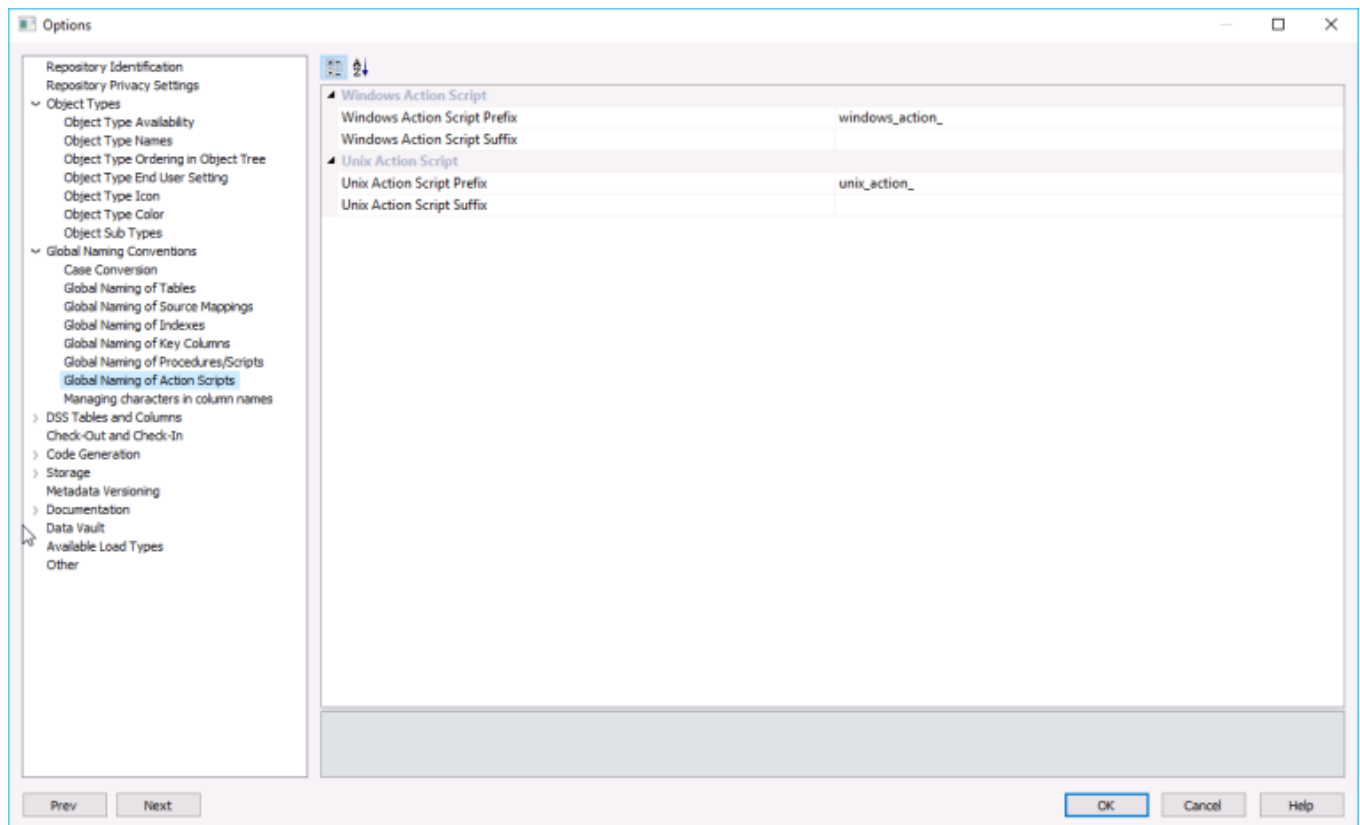 Options
Repository Identification
Repository Privacy Settings
Object Types
Object Type Availability
Object Type Names
Object Type Ordering in Object Tree
Object Type End User Setting
Object Type Icon
Object Type Color
Object Sub Types
Global Naming Conventions
Case Conversion
Global Naming of Tables
Global Naming of Source Mappings
Global Naming of Indexes
Global Naming of Key Columns
Global Naming of Procedures/Scripts
Global Naming of Action Scripts
Managing characters in column names
DSS Tables and Columns
Check-Out and Check-In
Code Generation
Storage
Metadata Versioning
Documentation
Data Vault
Available Load Types
Other
Windows Action Script
Windows Action Script Prefix windows_action_
Windows Action Script Suffix
Unix Action Script
Unix Action Script Prefix unix_action_
Unix Action Script Suffix
Prev Next OK Cancel Help